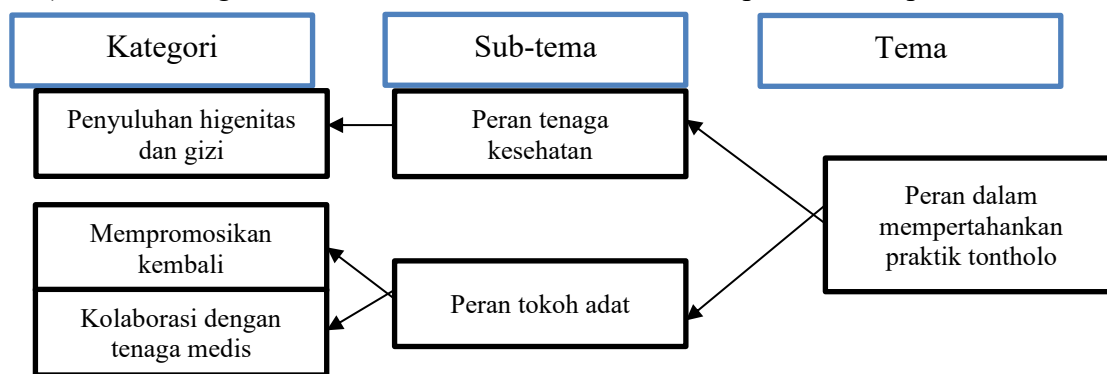 Kategori
Sub-tema
Tema
Penyuluhan higenitas
dan gizi
Peran tenaga
kesehatan
Peran dalam
mempertahankan
praktik tontholo
Mempromosikan
kembali
Peran tokoh adat
Kolaborasi dengan
tenaga medis